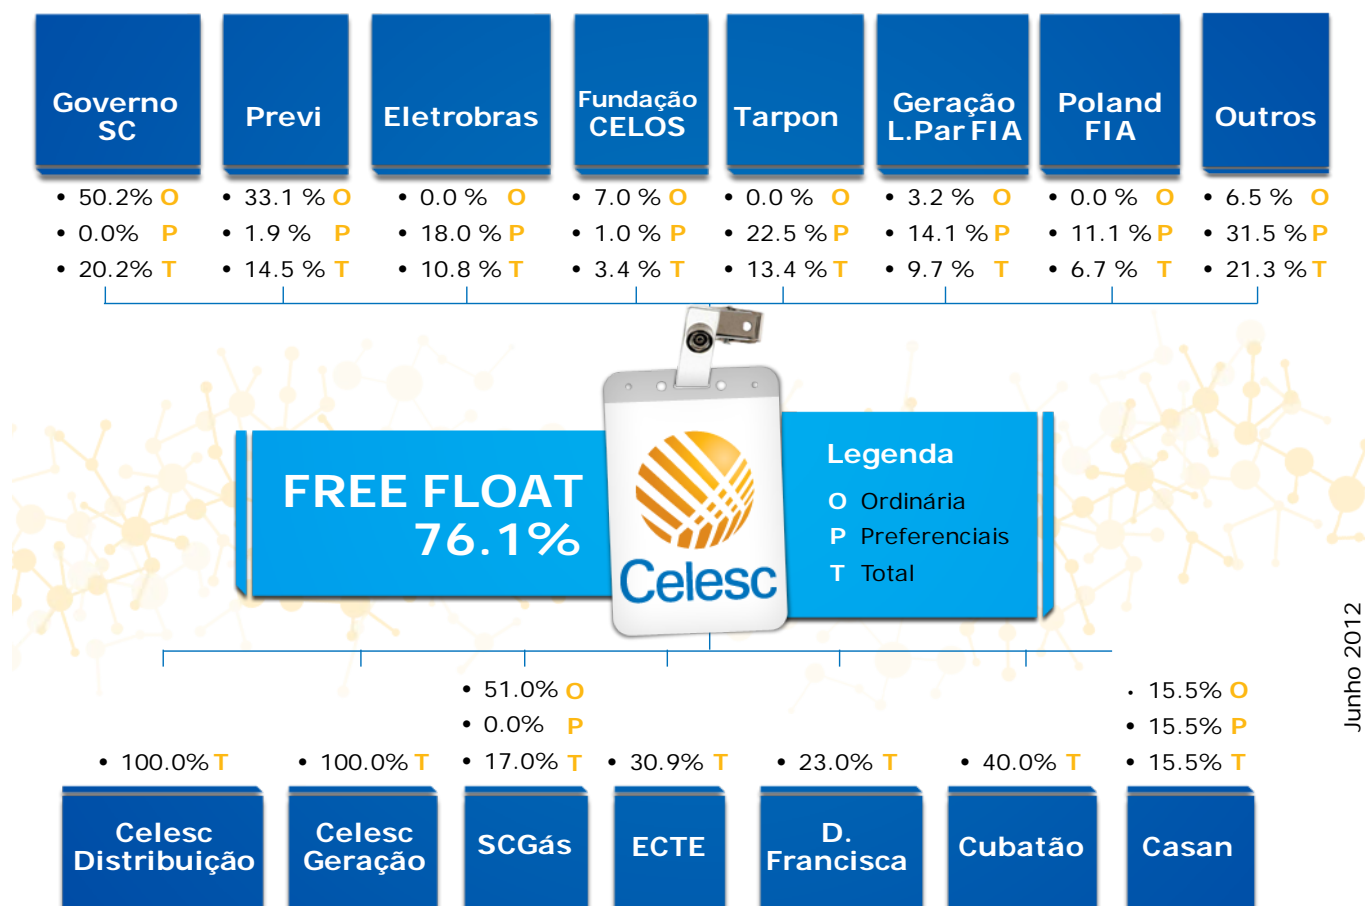 Governo
SC
Previ
Eletrobras
Fundação
CELOS
Tarpon
Geração
L.Par FIA
Poland
FIA
Outros
• 50.2% O
• 0.0% P
• 20.2% T
• 33.1 % O
• 1.9 % P
• 14.5 % T
• 0.0 % O
• 18.0 % P
• 10.8 % T
• 7.0 % O
• 1.0 % P
• 3.4 % T
• 0.0 % O
• 22.5 % P
• 13.4 % T
• 3.2 % O
• 14.1 % P
• 9.7 % T
• 0.0 % O
• 11.1 % P
• 6.7 % T
• 6.5 % O
• 31.5 % P
• 21.3 % T
FREE FLOAT
76.1%
Celesc
Legenda
O Ordinária
P Preferenciais
T Total
Junho 2012
• 100.0% T
• 100.0% T
• 51.0% O
• 0.0% P
• 17.0% T
• 30.9% T
• 23.0% T
• 40.0% T
• 15.5% O
• 15.5% P
• 15.5% T
Celesc
Distribuição
Celesc
Geração
SCGás
ECTE
D.
Francisca
Cubatão
Casan